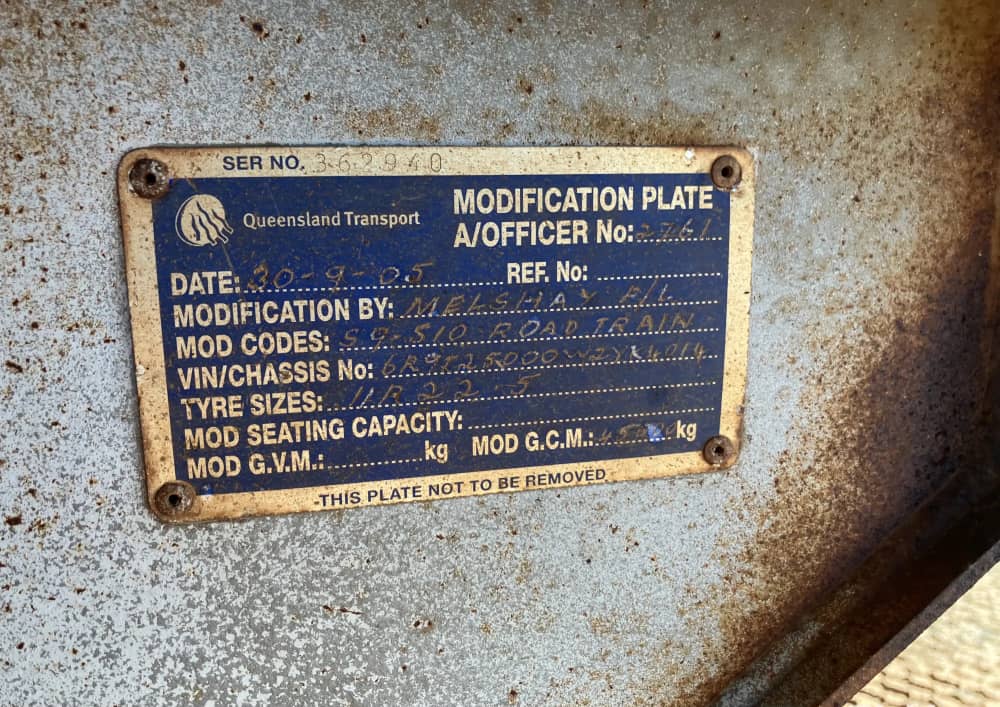 SER NO. 362940
Queensland Transport
MODIFICATION PLATE
A/OFFICER No: 2761
DATE: 30-9-05 REF. No:
MODIFICATION BY: MELSHAY P/L
MOD CODES: S9-S10 ROAD TRAIN
VIN/CHASSIS No:
TYRE SIZES: 11R 22.5
MOD SEATING CAPACITY:
MOD G.V.M.: kg MOD G.C.M.: kg
THIS PLATE NOT TO BE REMOVED